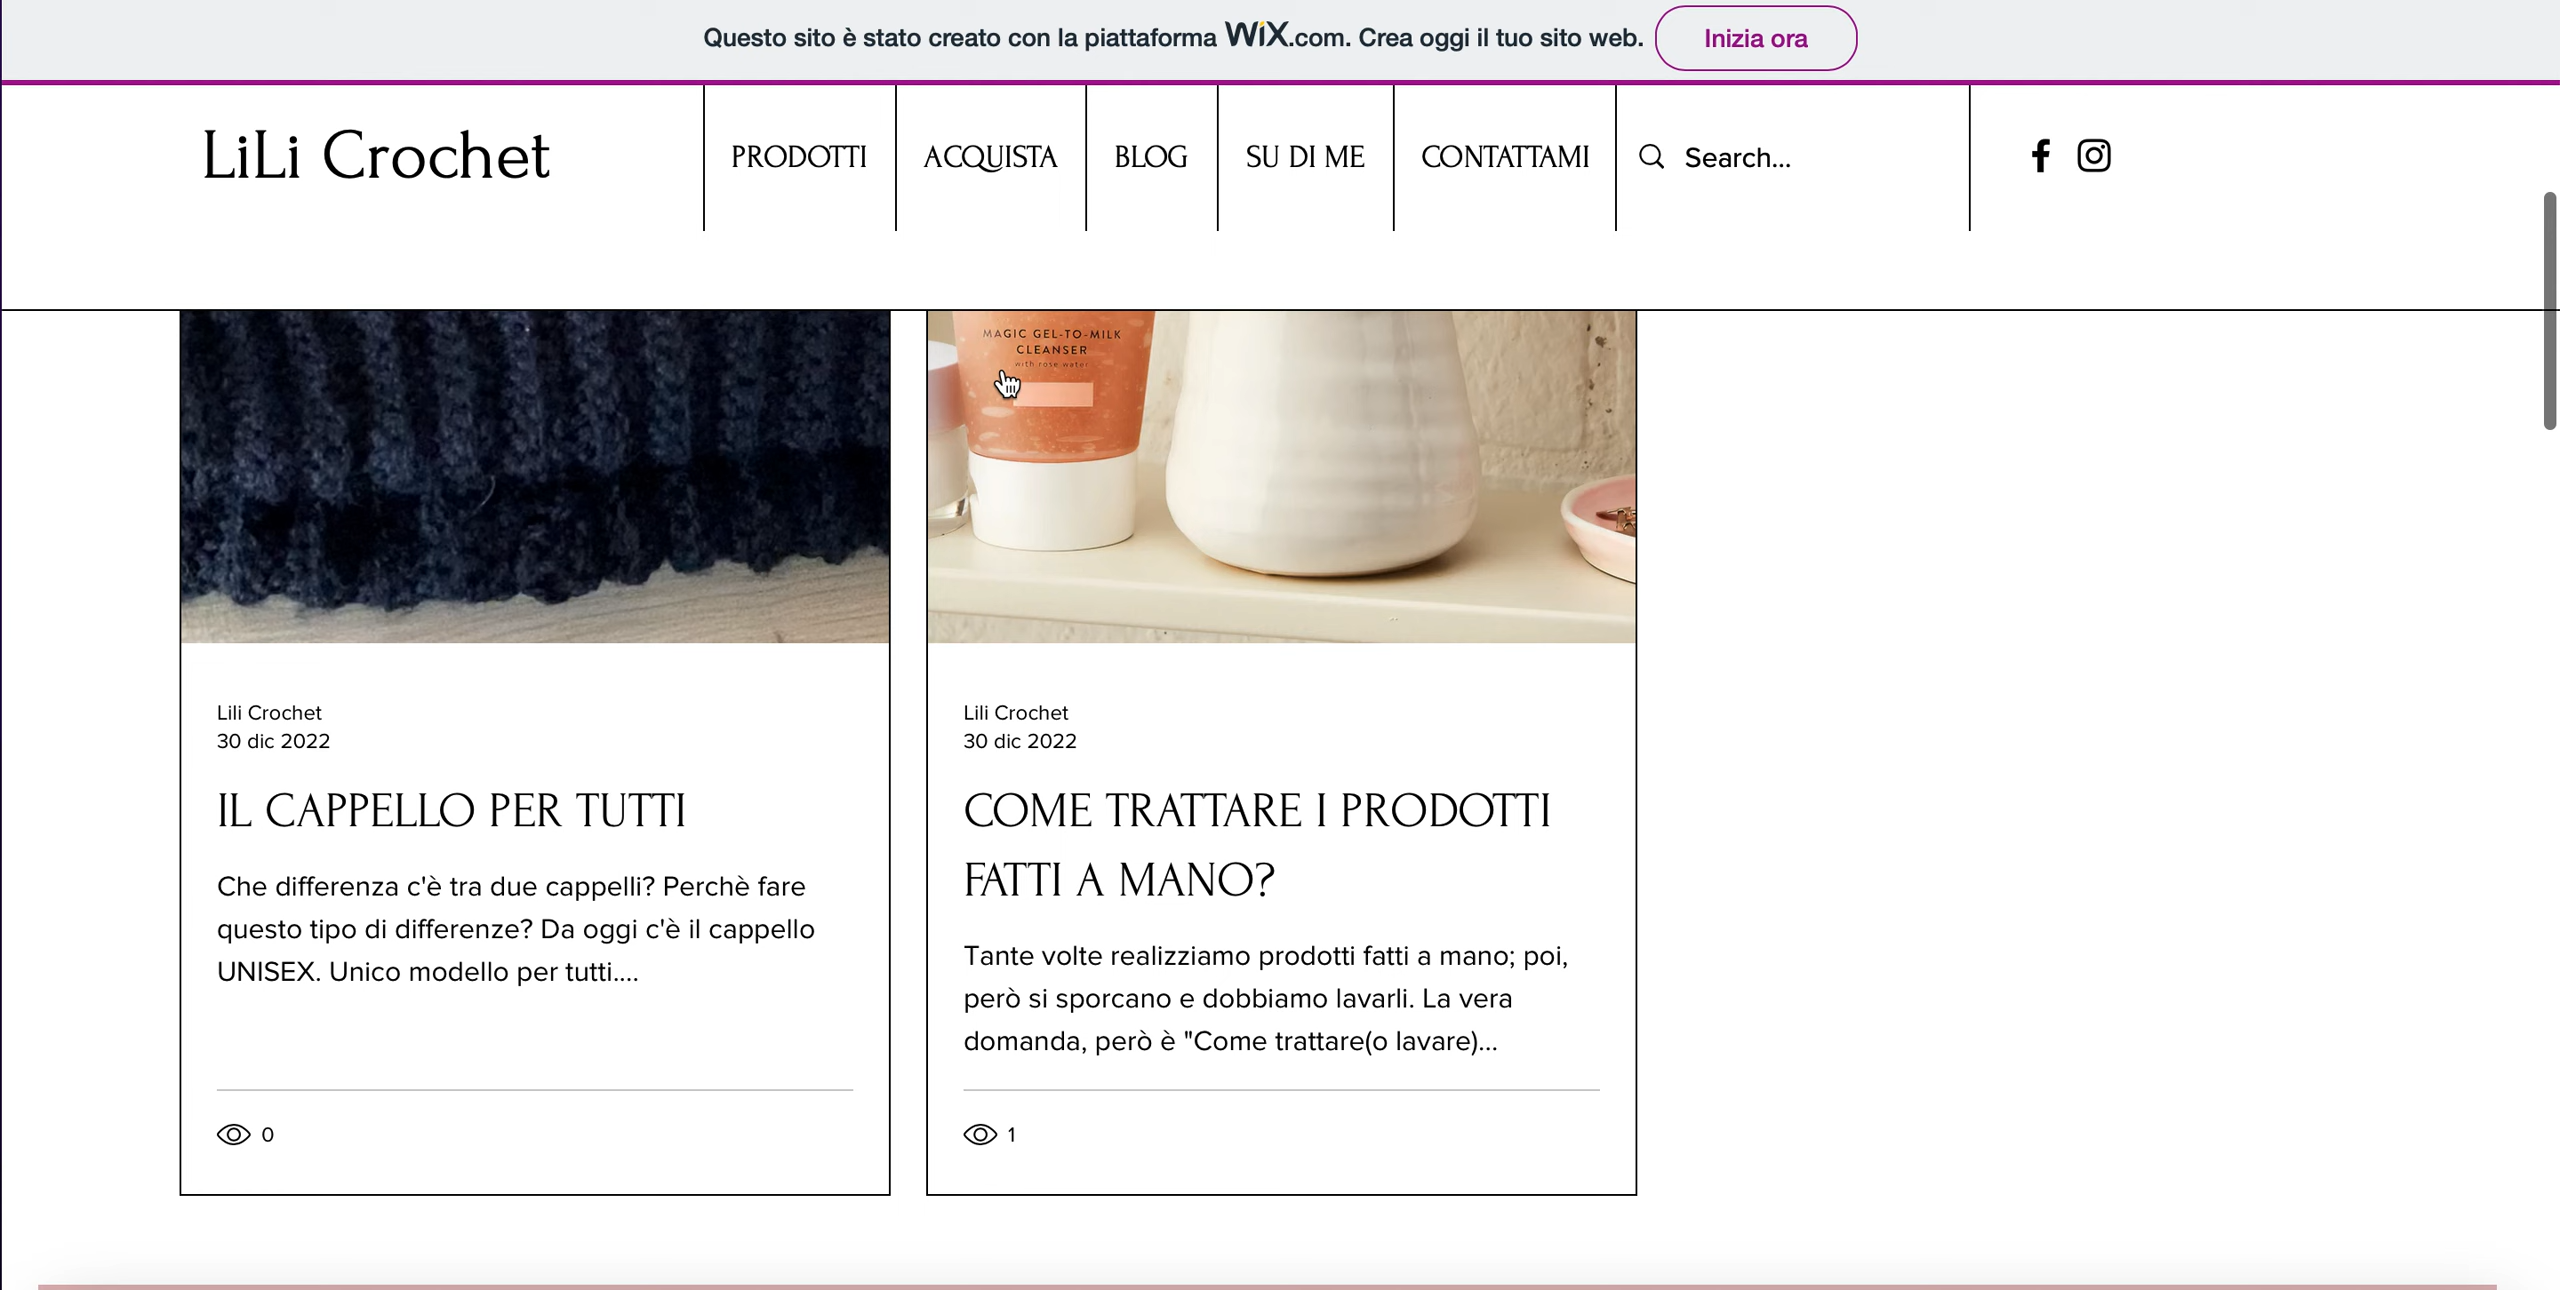 Questo sito è stato creato con la piattaforma WiX.com. Crea oggi il tuo sito web. Inizia ora
LiLi Crochet
PRODOTTI
ACQUISTA
BLOG
SU DI ME
CONTATTAMI
Search...
MAGIC GEL-TO-MILK
CLEANSER
with rose water
Lili Crochet
30 dic 2022
IL CAPPELLO PER TUTTI
Che differenza c'è tra due cappelli? Perchè fare
questo tipo di differenze? Da oggi c'è il cappello
UNISEX. Unico modello per tutti....
0
Lili Crochet
30 dic 2022
COME TRATTARE I PRODOTTI
FATTI A MANO?
Tante volte realizziamo prodotti fatti a mano; poi,
però si sporcano e dobbiamo lavarli. La vera
domanda, però è "Come trattare(o lavare)...
1